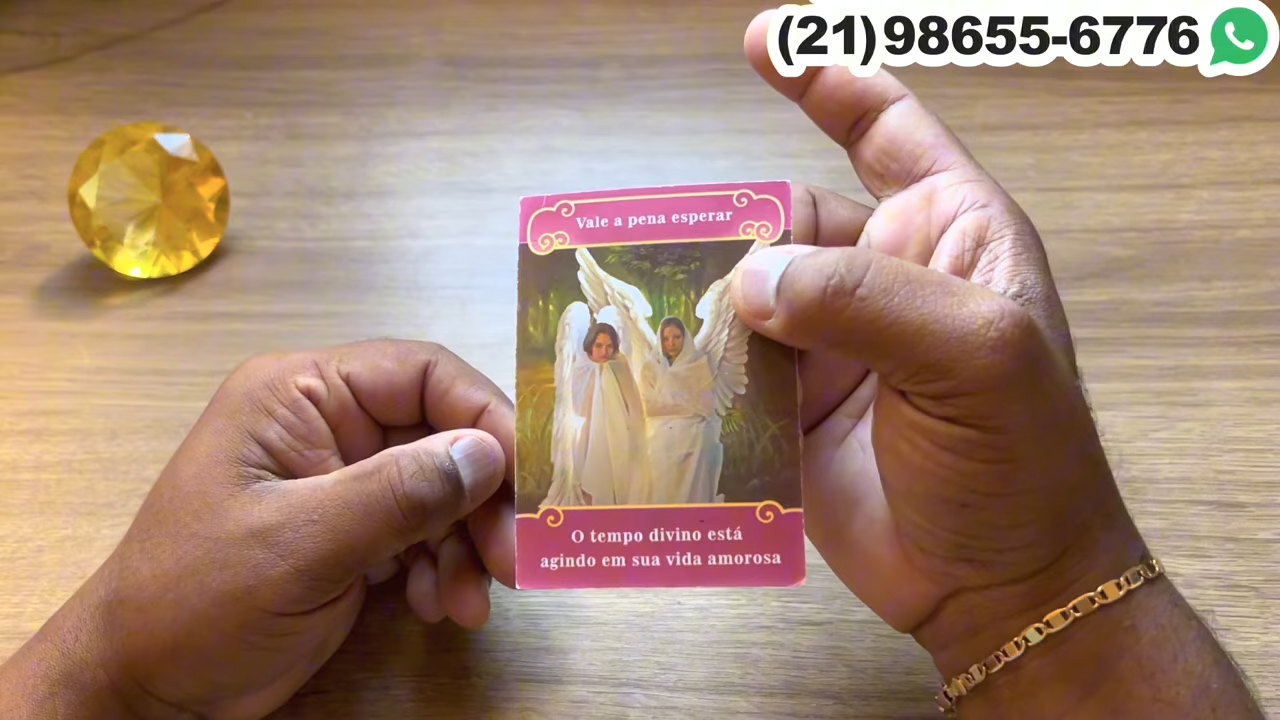 (21)98655-6776
Vale a pena esperar
O tempo divino está
agindo em sua vida amorosa